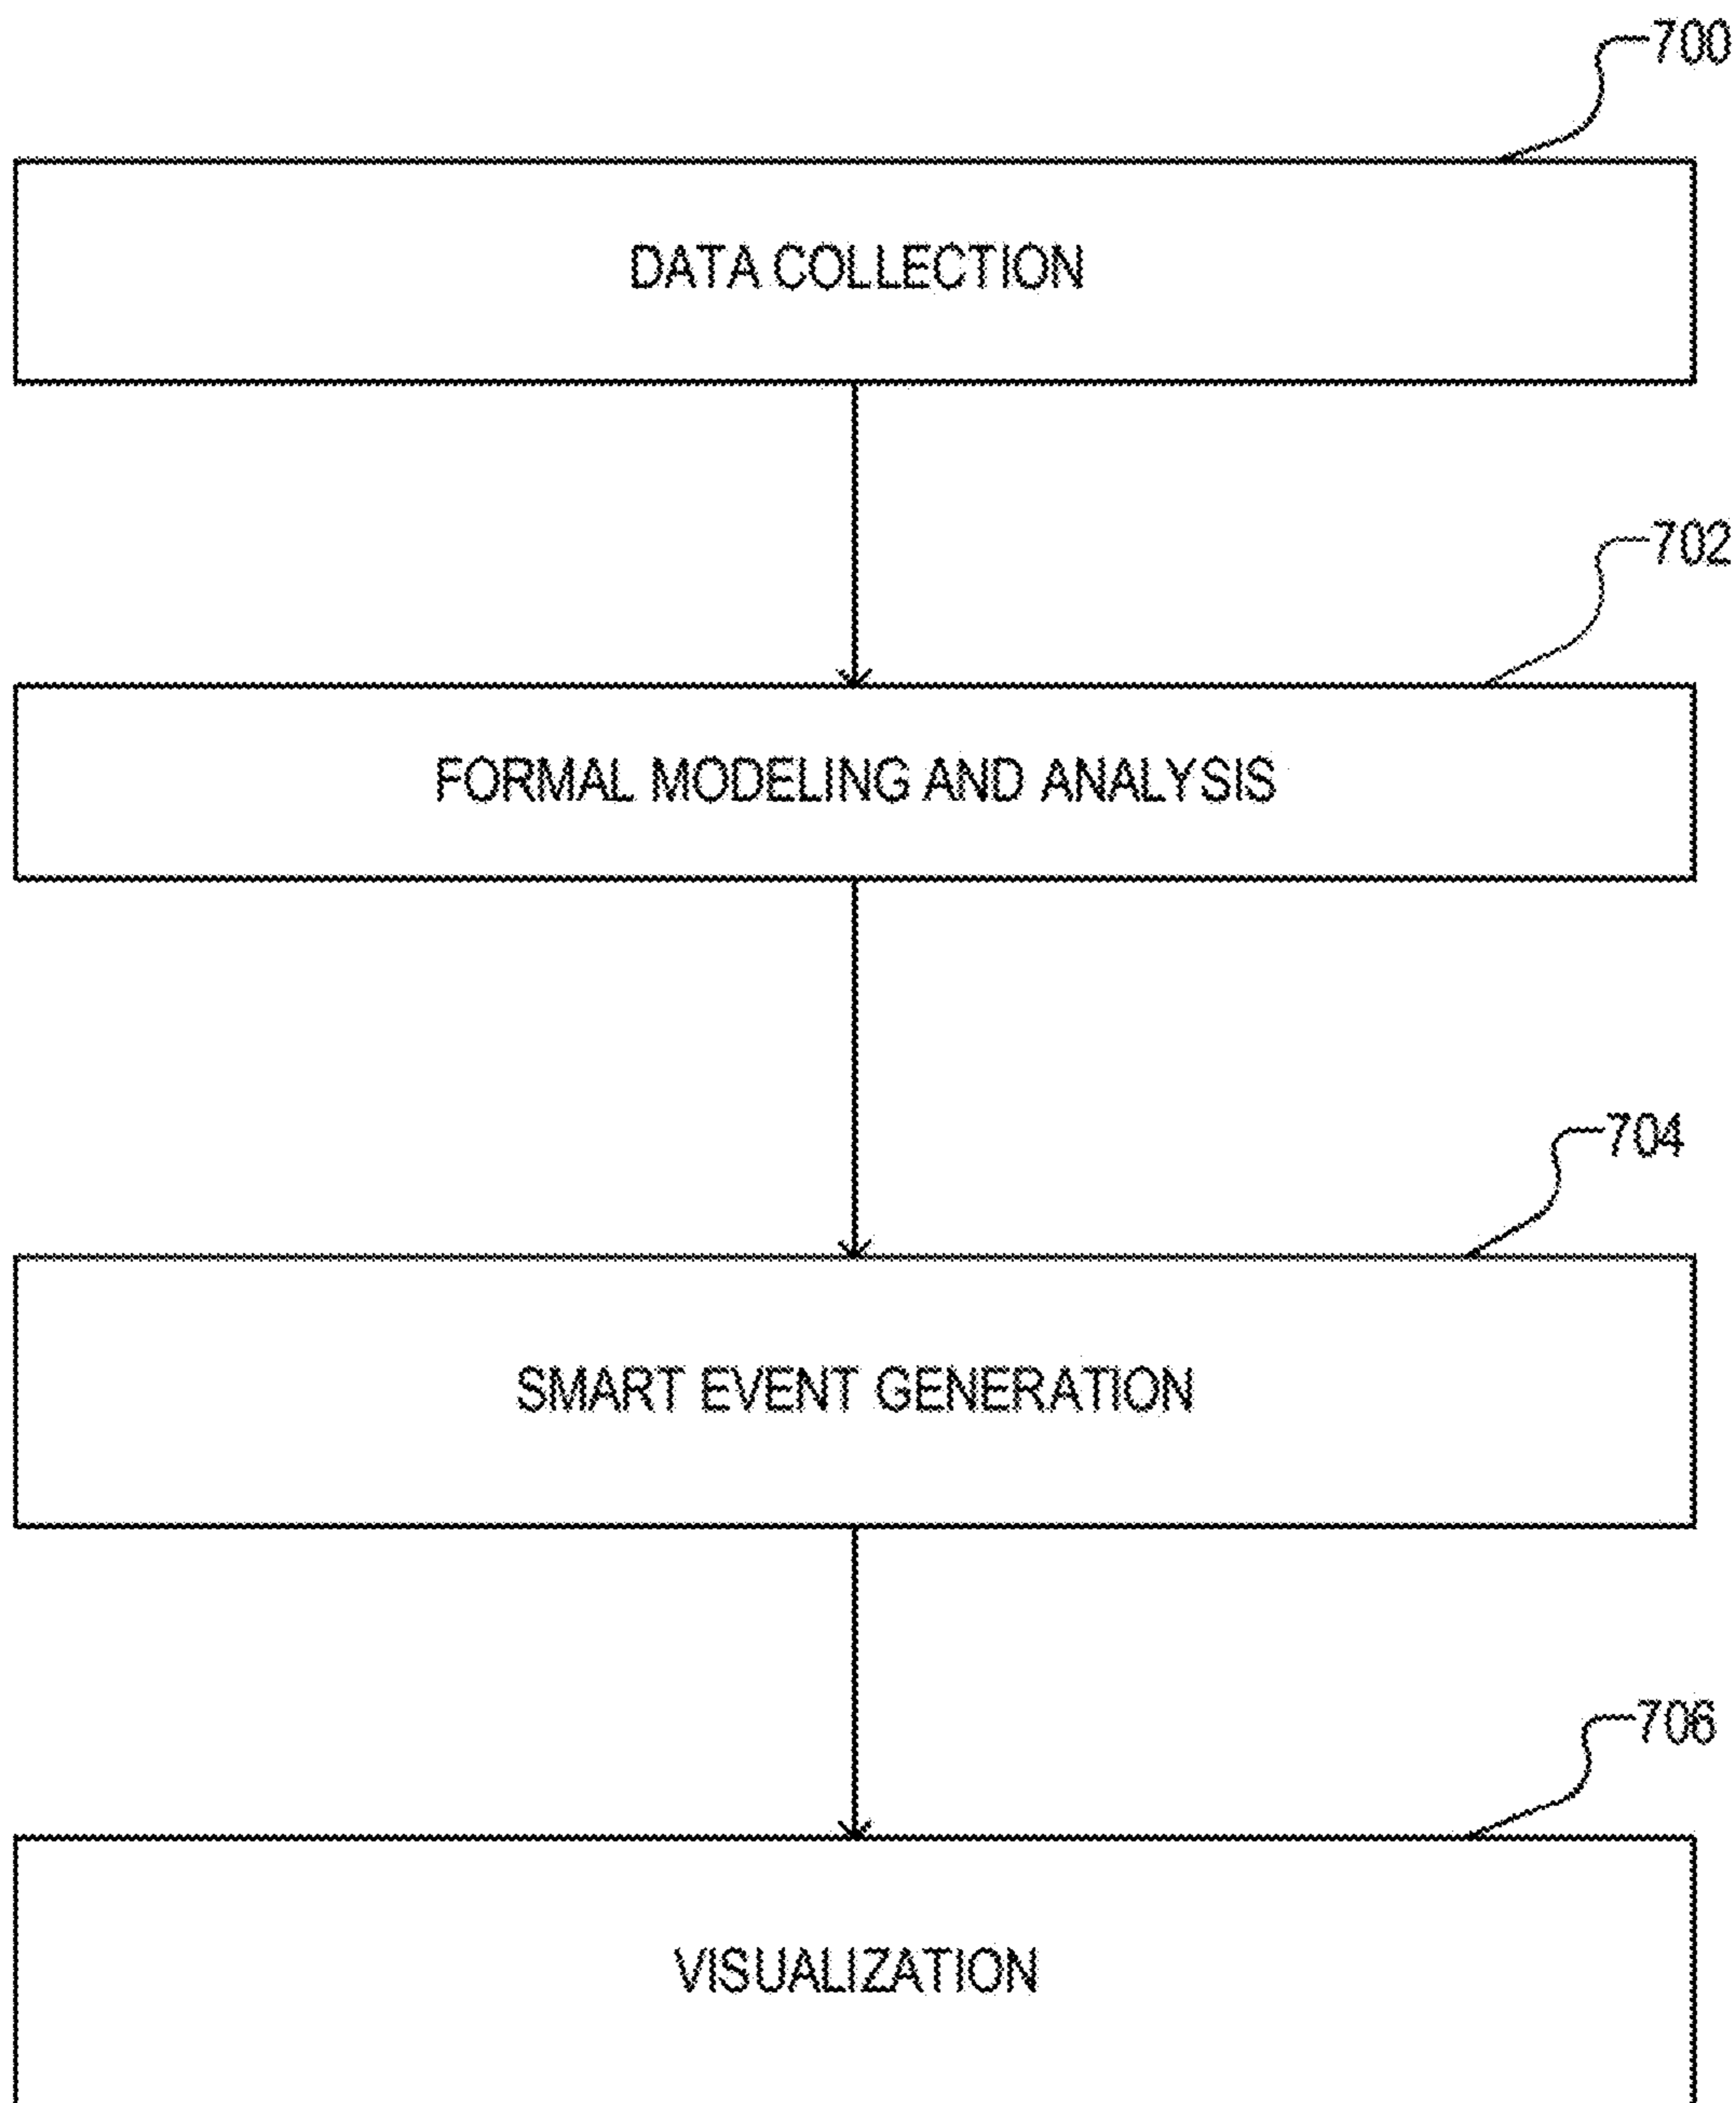 700
DATA COLLECTION
702
FORMAL MODELING AND ANALYSIS
704
SMART EVENT GENERATION
706
VISUALIZATION